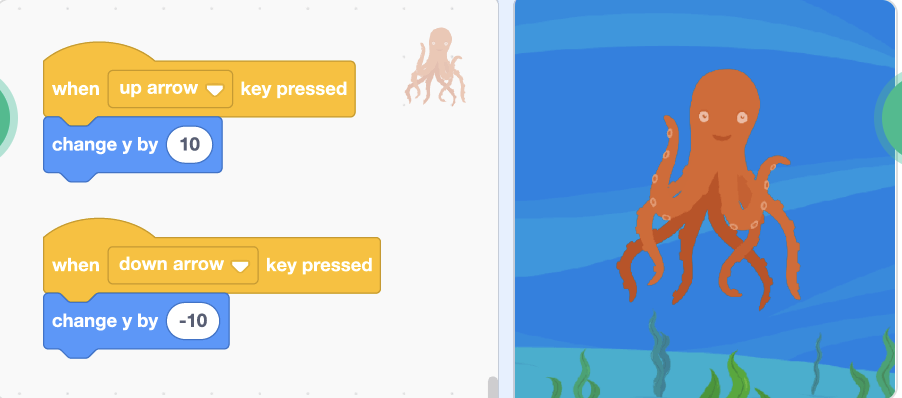 when up arrow key pressed
change y by 10
when down arrow key pressed
change y by -10